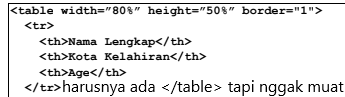 <table width=”80%” height=”50%” border="1">
<tr>
<th>Nama Lengkap</th>
<th>Kota Kelahiran</th>
<th>Age</th>
</tr>harusnya ada </table> tapi nggak muat